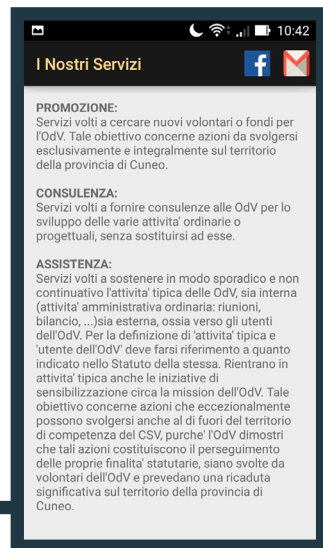 10:42
I Nostri Servizi
PROMOZIONE:
Servizi volti a cercare nuovi volontari o fondi per
l'OdV. Tale obiettivo concerne azioni da svolgersi
esclusivamente e integralmente sul territorio
della provincia di Cuneo.
CONSULENZA:
Servizi volti a fornire consulenze alle OdV per lo
sviluppo delle varie attivita' ordinarie o
progettuali, senza sostituirsi ad esse.
ASSISTENZA:
Servizi volti a sostenere in modo sporadico e non
continuativo l'attivita' tipica delle OdV, sia interna
(attivita' amministrativa ordinaria: riunioni,
bilancio, ...)sia esterna, ossia verso gli utenti
dell'OdV. Per la definizione di 'attivita' tipica e
'utente dell'OdV' deve farsi riferimento a quanto
indicato nello Statuto della stessa. Rientrano in
attivita' tipica anche le iniziative di
sensibilizzazione circa la mission dell'OdV. Tale
obiettivo concerne azioni che eccezionalmente
possono svolgersi anche al di fuori del territorio
di competenza del CSV, purche' l'OdV dimostri
che tali azioni costituiscono il perseguimento
delle proprie finalita' statutarie, siano svolte da
volontari dell'OdV e prevedano una ricaduta
significativa sul territorio della provincia di
Cuneo.